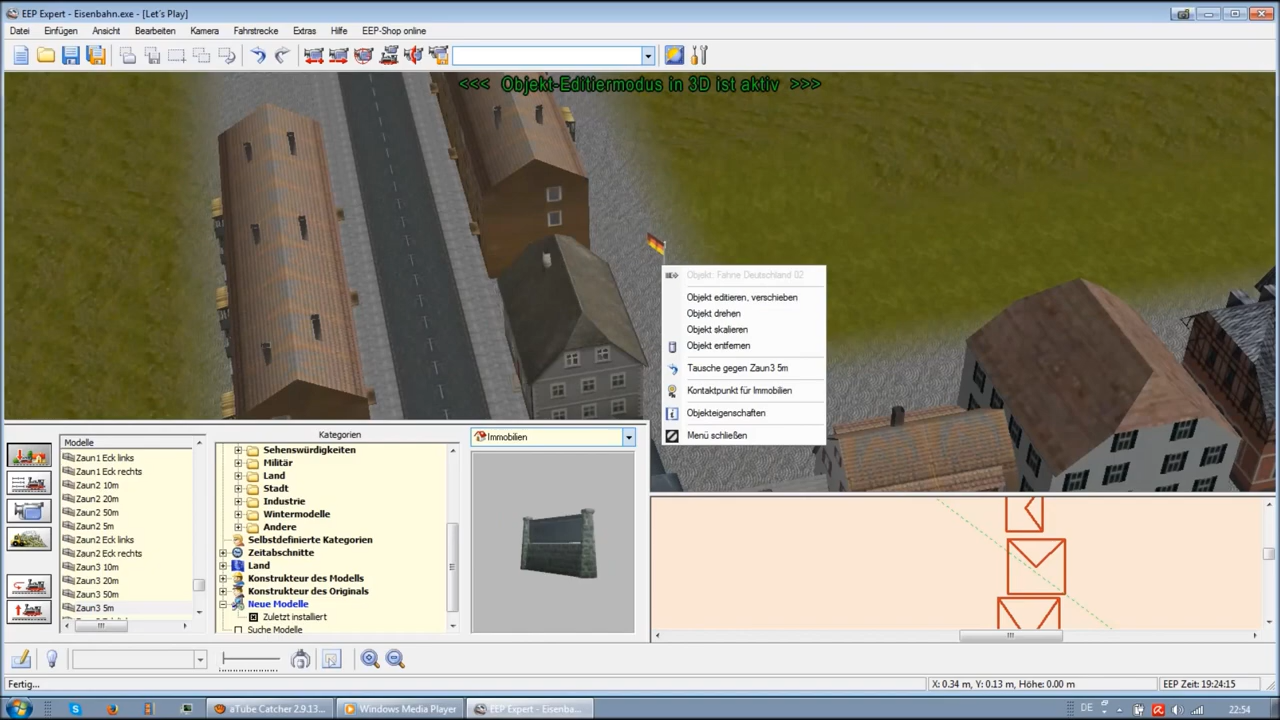 EEP Expert - Eisenbahn.exe - [Let´s Play]
Datei Einfügen Ansicht Bearbeiten Kamera Fahrstrecke Extras Hilfe EEP-Shop online
<<< Objekt-Editiermodus in 3D ist aktiv >>>
Objekt: Fahne Deutschland 02
Objekt editieren, verschieben
Objekt drehen
Objekt skalieren
Objekt entfernen
Tausche gegen Zaun3 5m
Kontaktpunkt für Immobilien
Objekteigenschaften
Menü schließen
Modelle
Zaun1 Eck links
Zaun1 Eck rechts
Zaun2 10m
Zaun2 20m
Zaun2 50m
Zaun2 5m
Zaun2 Eck links
Zaun2 Eck rechts
Zaun3 10m
Zaun3 20m
Zaun3 50m
Zaun3 5m
Kategorien
Sehenswürdigkeiten
Militär
Land
Stadt
Industrie
Wintermodelle
Andere
Selbstdefinierte Kategorien
Zeitabschnitte
Land
Konstrukteur des Modells
Konstrukteur des Originals
Neue Modelle
Zuletzt installiert
Suche Modelle
Immobilien
Fertig...
X: 0.34 m, Y: 0.13 m, Höhe: 0.00 m
EEP Zeit: 19:24:15
aTube Catcher 2.9.13...
Windows Media Player
EEP Expert - Eisenba...
DE
22:54